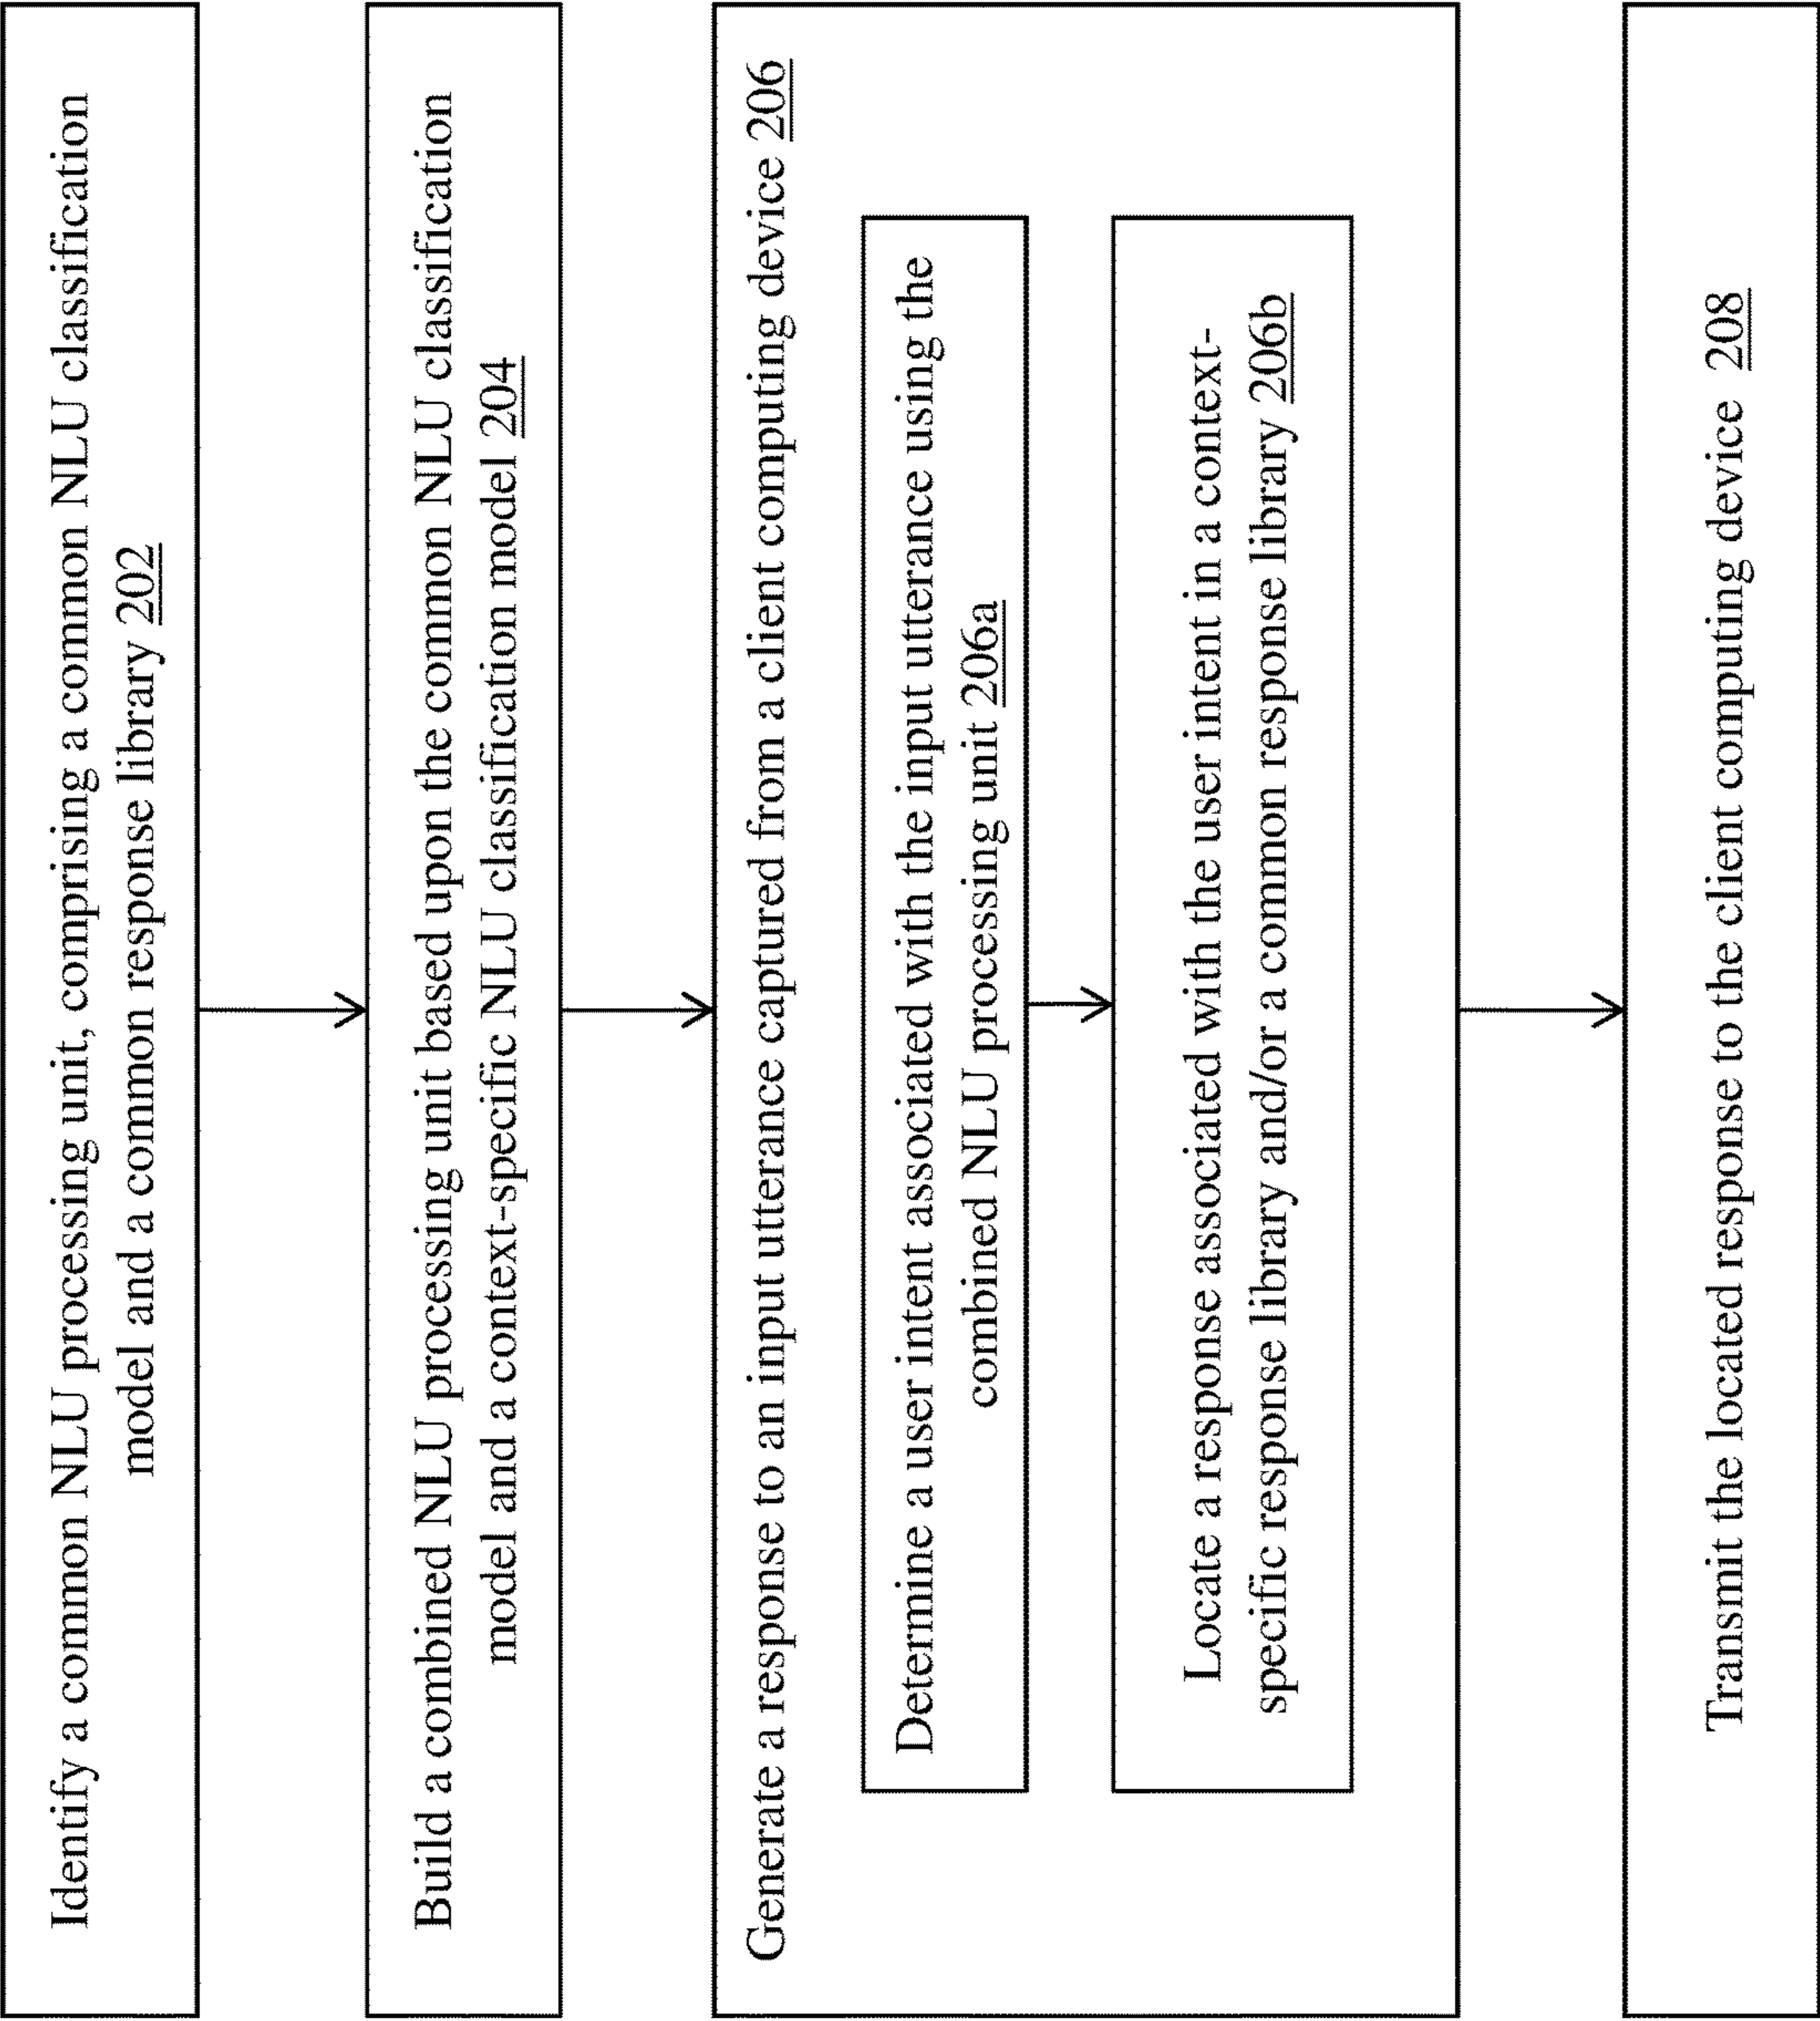 Identify a common NLU processing unit, comprising a common NLU classification
model and a common response library 202
Build a combined NLU processing unit based upon the common NLU classification
model and a context-specific NLU classification model 204
Generate a response to an input utterance captured from a client computing device 206
Determine a user intent associated with the input utterance using the
combined NLU processing unit 206a
Locate a response associated with the user intent in a context-
specific response library and/or a common response library 206b
Transmit the located response to the client computing device 208